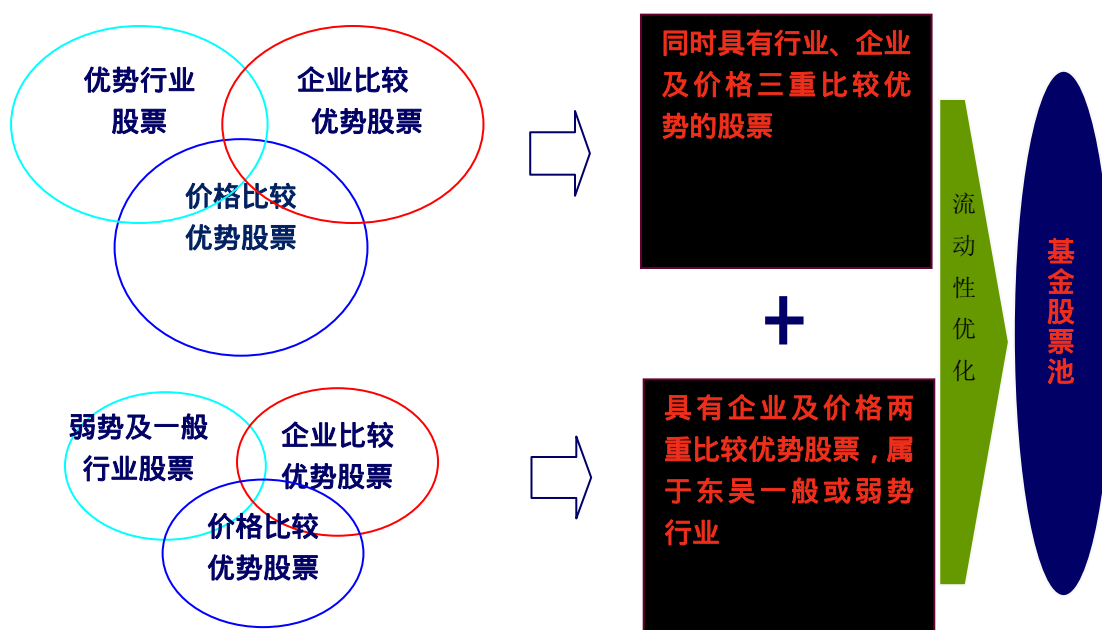 优势行业
股票
企业比较
优势股票
价格比较
优势股票
同时具有行业、企业
及价格三重比较优
势的股票
+
弱势及一般
行业股票
企业比较
优势股票
价格比较
优势股票
具有企业及价格两
重比较优势股票，属
于东吴一般或弱势
行业
流
动
性
优
化
基
金
股
票
池